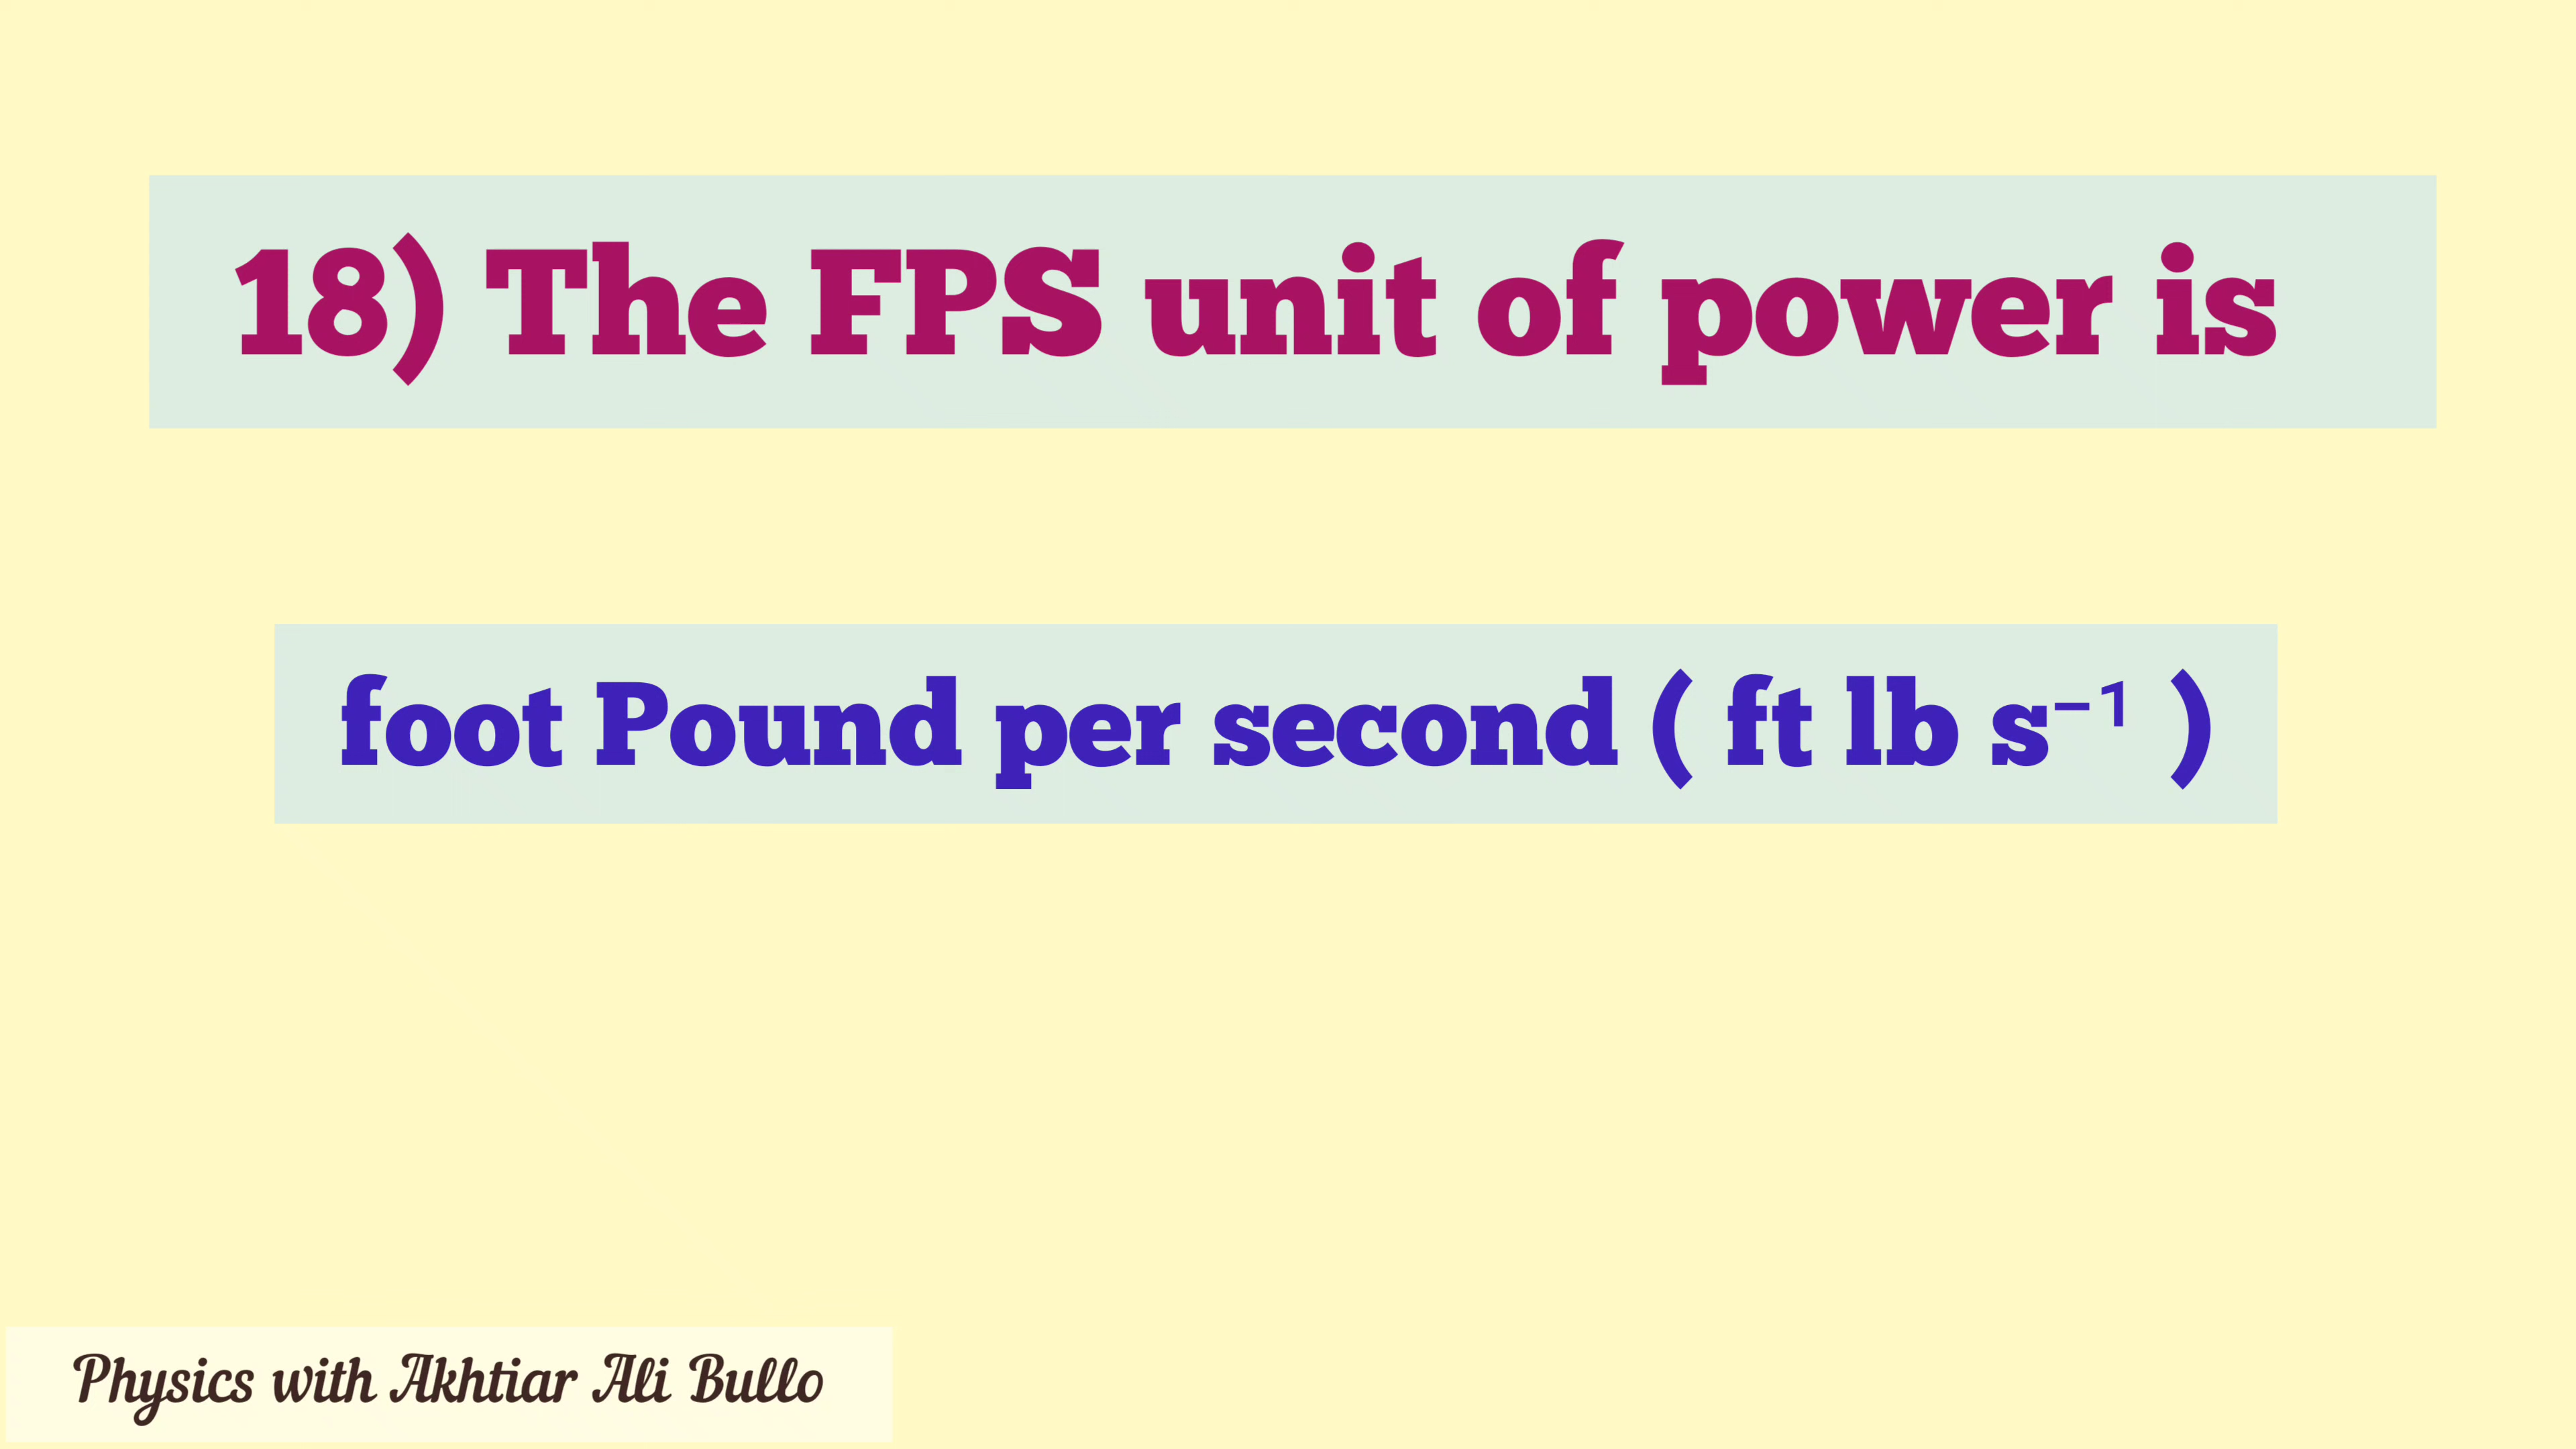 18) The FPS unit of power is
foot Pound per second ( ft lb s⁻¹ )
Physics with Akhtiar Ali Bullo